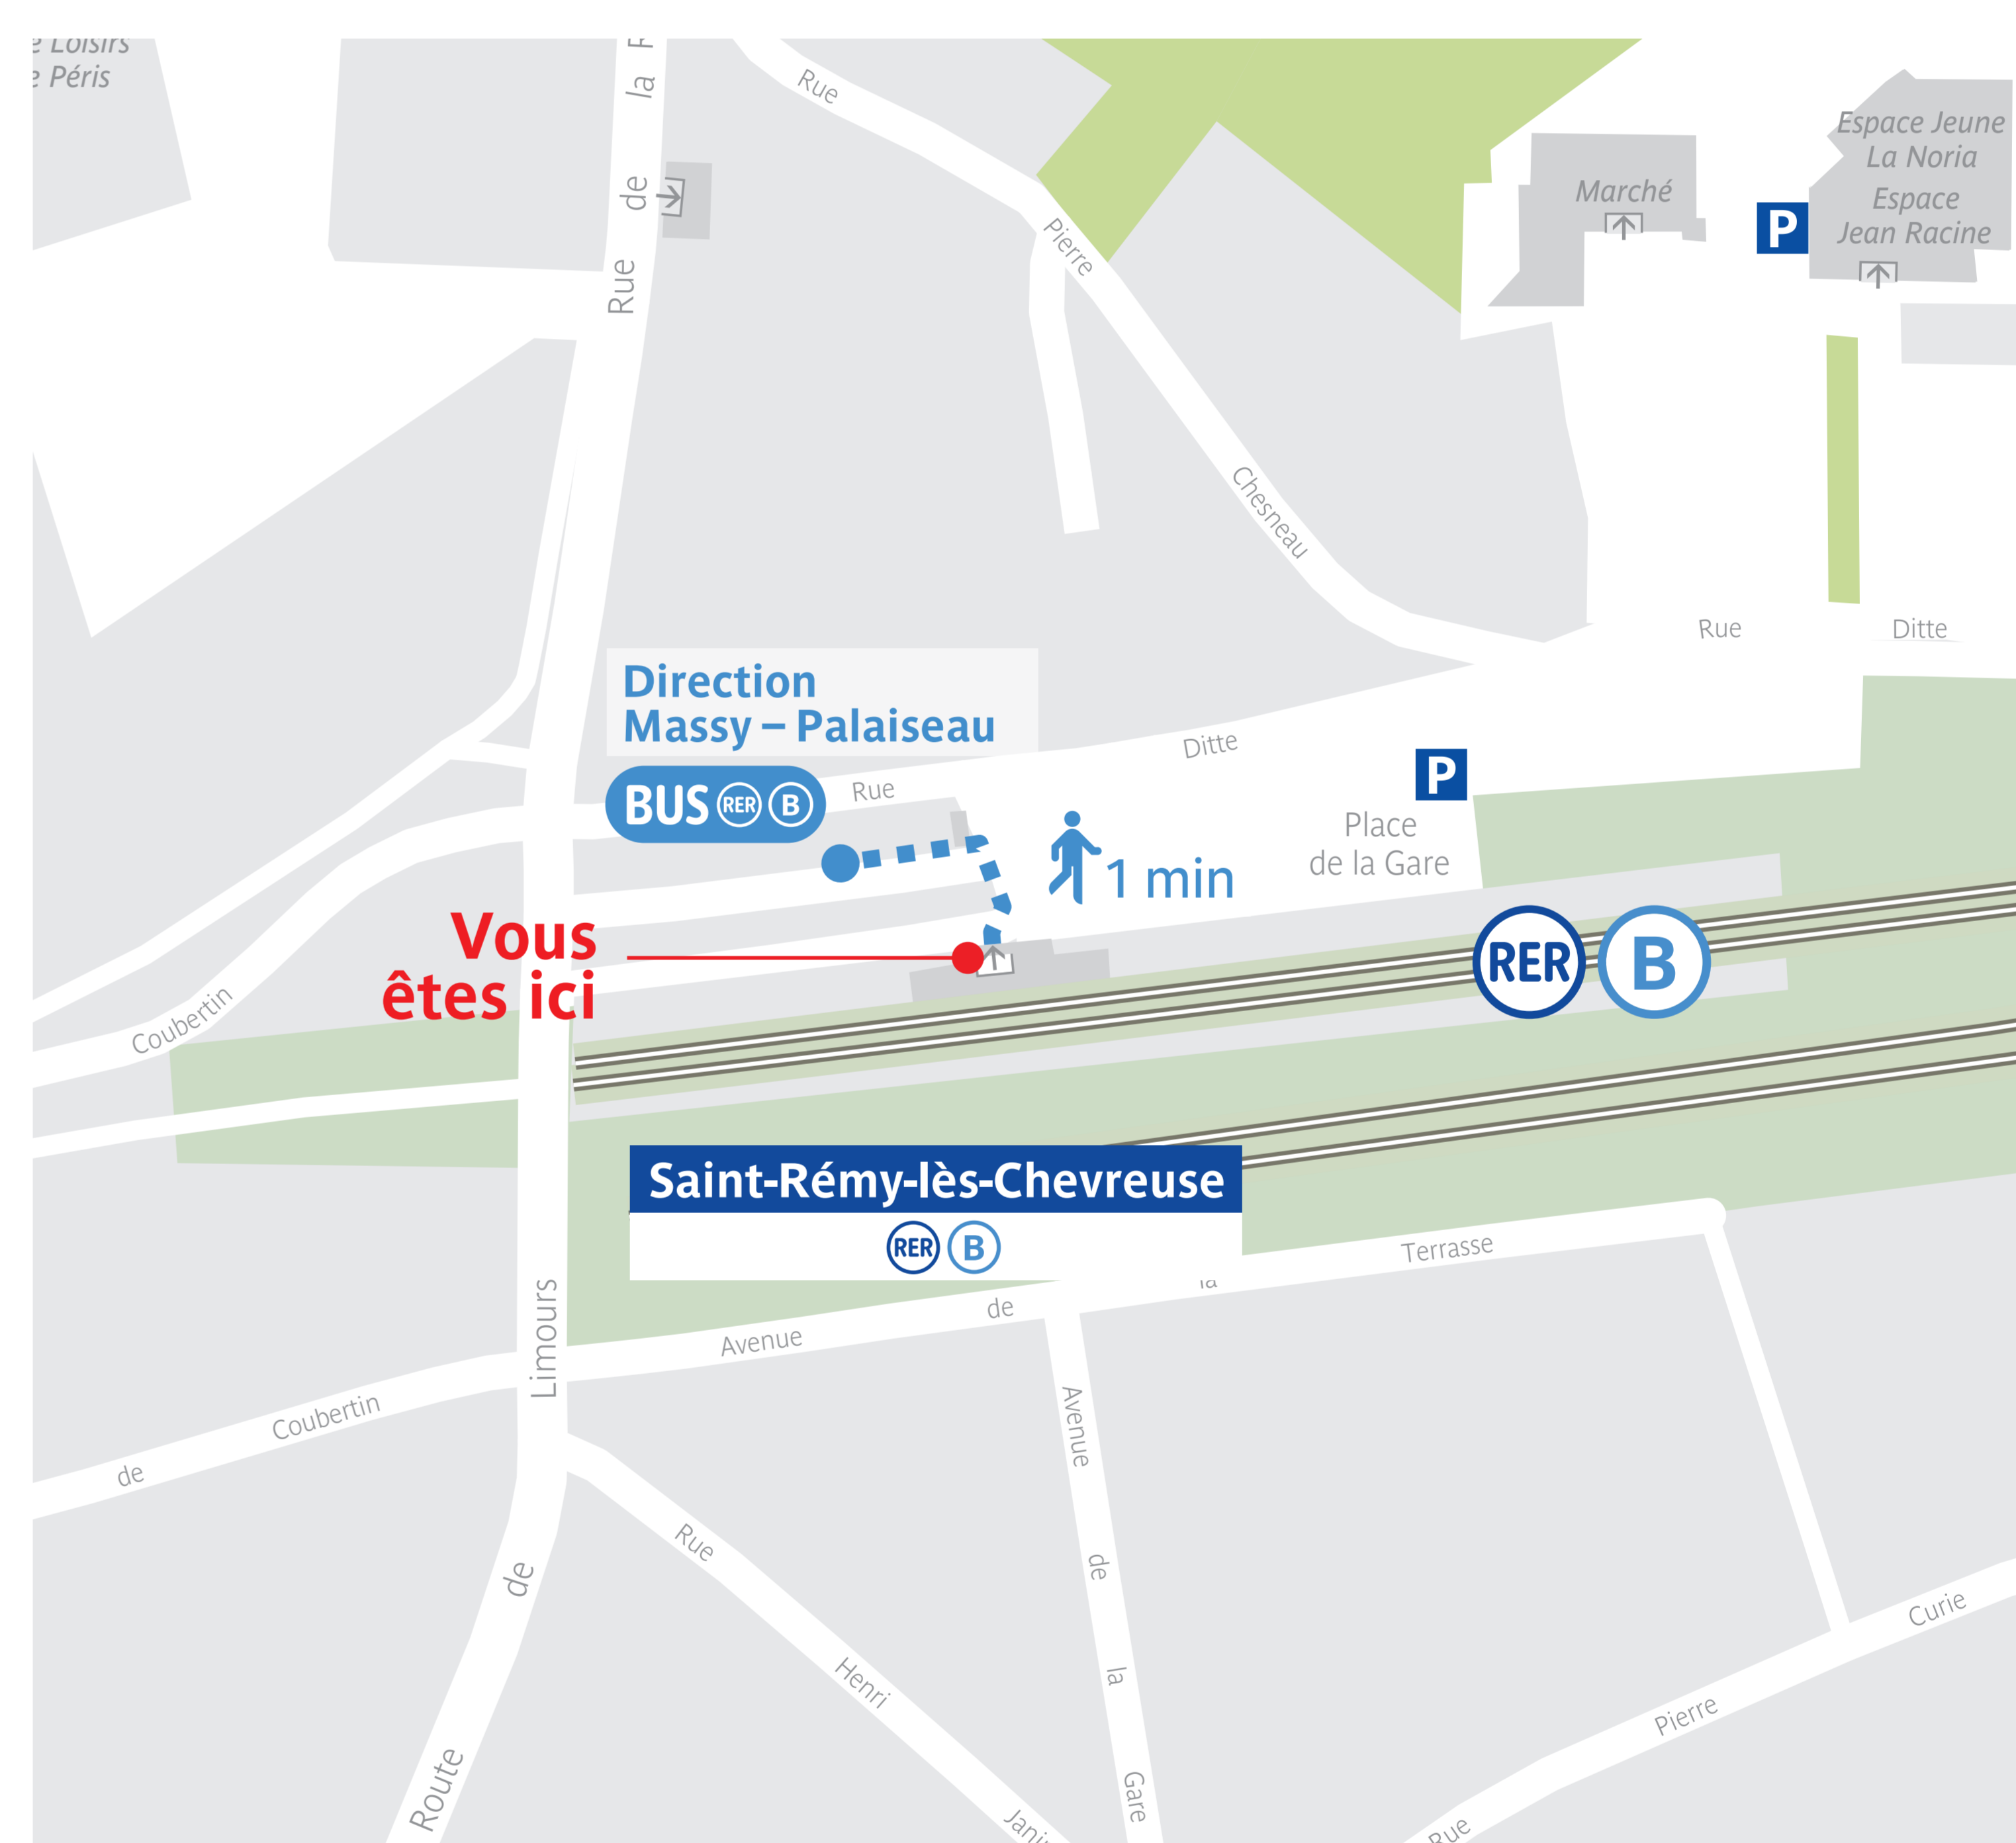 e Loisirs
e Péris
Rue de la
Rue
Pierre
Chesneau
Espace Jeune
La Noria
Espace
Jean Racine
Marché
P
Rue Ditte
Direction
Massy – Palaiseau
BUS RER B
Rue
Ditte
P
Place
de la Gare
1 min
Vous
êtes ici
RER B
Coubertin
Saint-Rémy-lès-Chevreuse
RER B
Avenue de la Terrasse
de Coubertin
Route de Limours
Rue Henri
Avenue de la Gare
Rue Pierre Curie